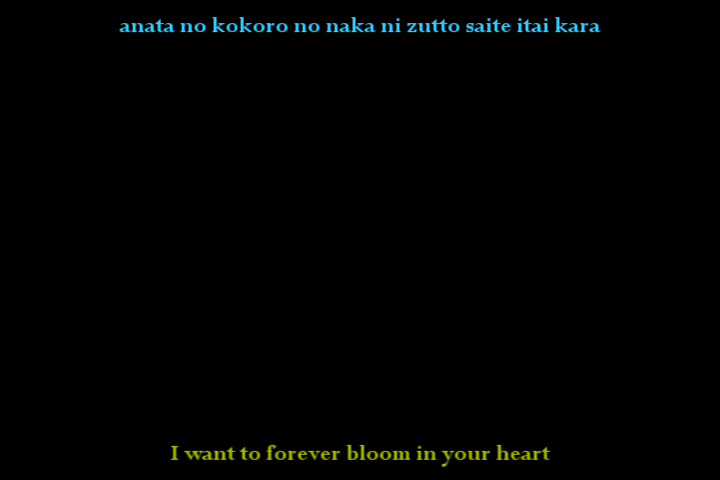 anata no kokoro no naka ni zutto saite itai kara
I want to forever bloom in your heart